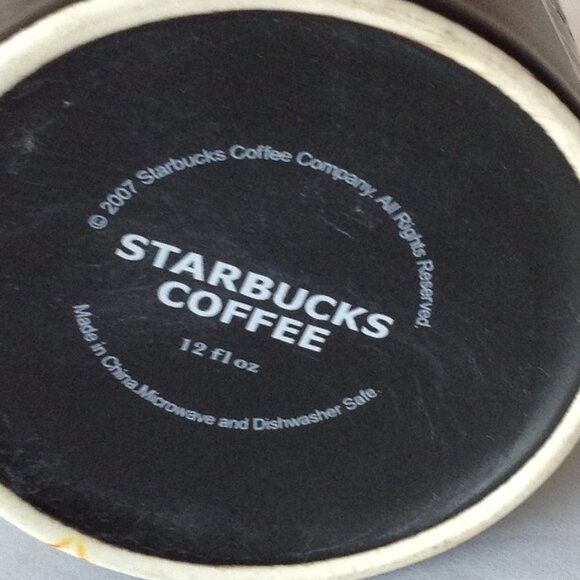 © 2007 Starbucks Coffee Company. All Rights Reserved.
STARBUCKS
COFFEE
12 fl oz
Made in China.Microwave and Dishwasher Safe.